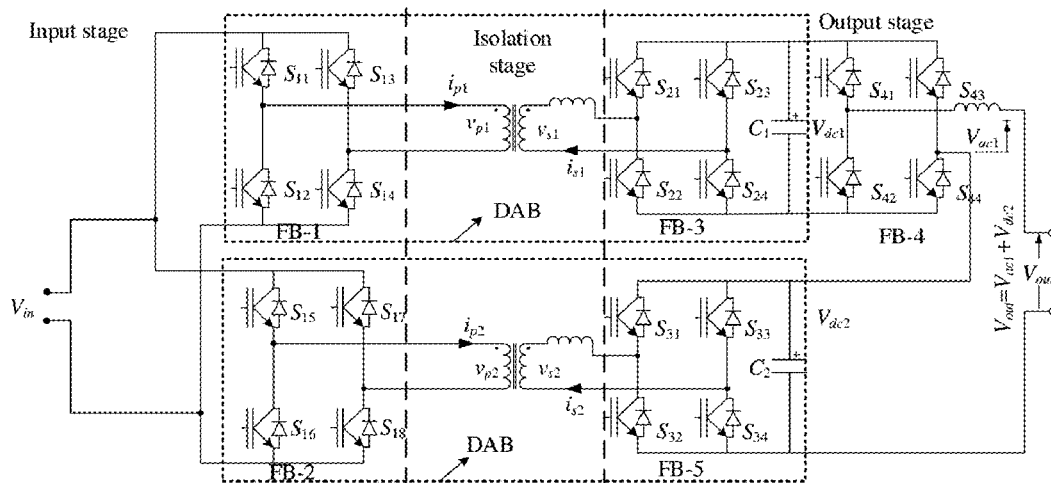 Input stage
Isolation stage
Output stage
S11
S13
ip1
vp1
vs1
is1
S21
S23
C1
+
Vdc1
S41
S43
Vac1
S12
S14
S22
S24
S42
S44
DAB
FB-1
FB-3
FB-4
Vin
Vout=Vac1+Vdc2
Vout
S15
S17
ip2
vp2
vs2
is2
S31
S33
Vdc2
+
C2
S16
S18
S32
S34
DAB
FB-2
FB-5